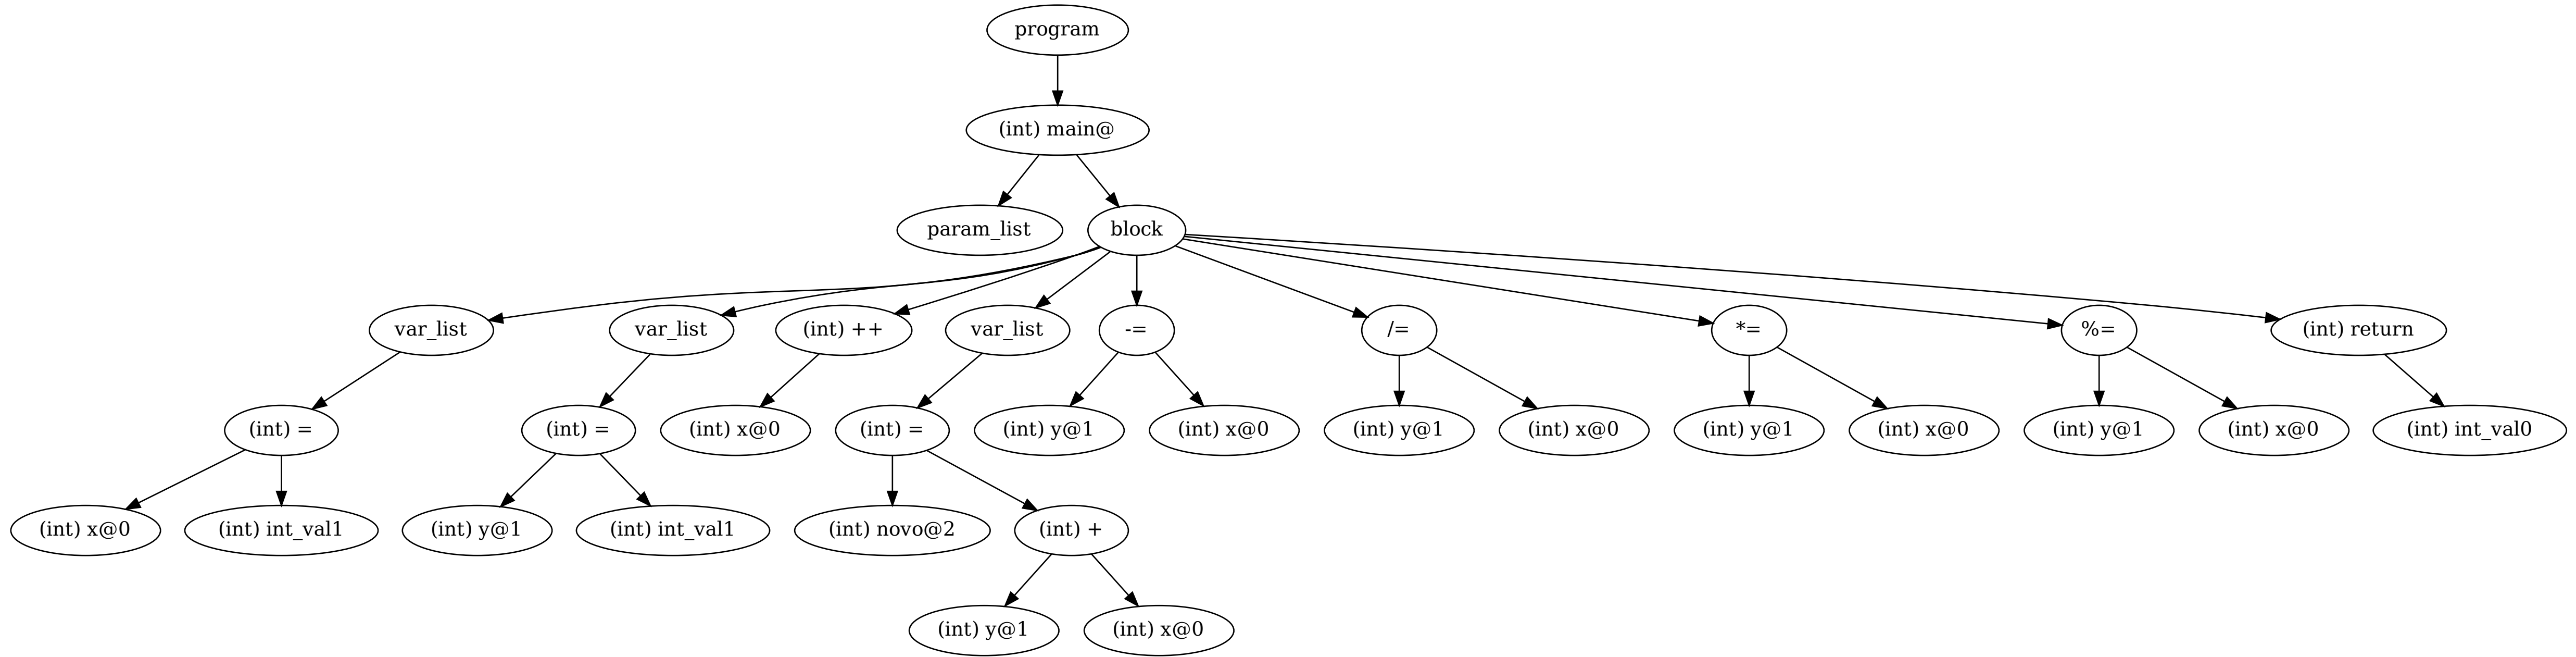 program
(int) main@
param_list
block
var_list
var_list
(int) ++
var_list
-=
/=
*=
%=
(int) return
(int) =
(int) =
(int) x@0
(int) =
(int) y@1
(int) x@0
(int) y@1
(int) x@0
(int) y@1
(int) x@0
(int) y@1
(int) x@0
(int) int_val0
(int) x@0
(int) int_val1
(int) y@1
(int) int_val1
(int) novo@2
(int) +
(int) y@1
(int) x@0